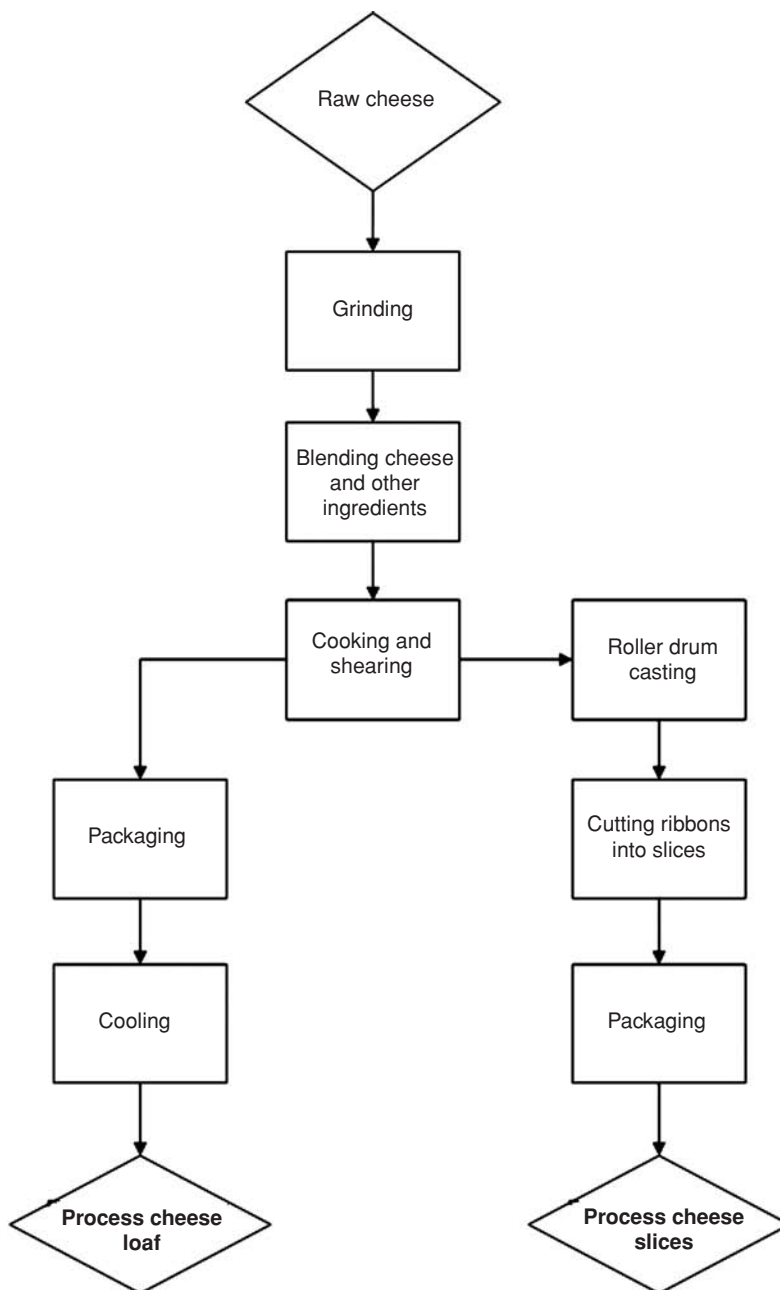 Raw cheese
Grinding
Blending cheese
and other
ingredients
Cooking and
shearing
Roller drum
casting
Packaging
Cutting ribbons
into slices
Cooling
Packaging
Process cheese
loaf
Process cheese
slices